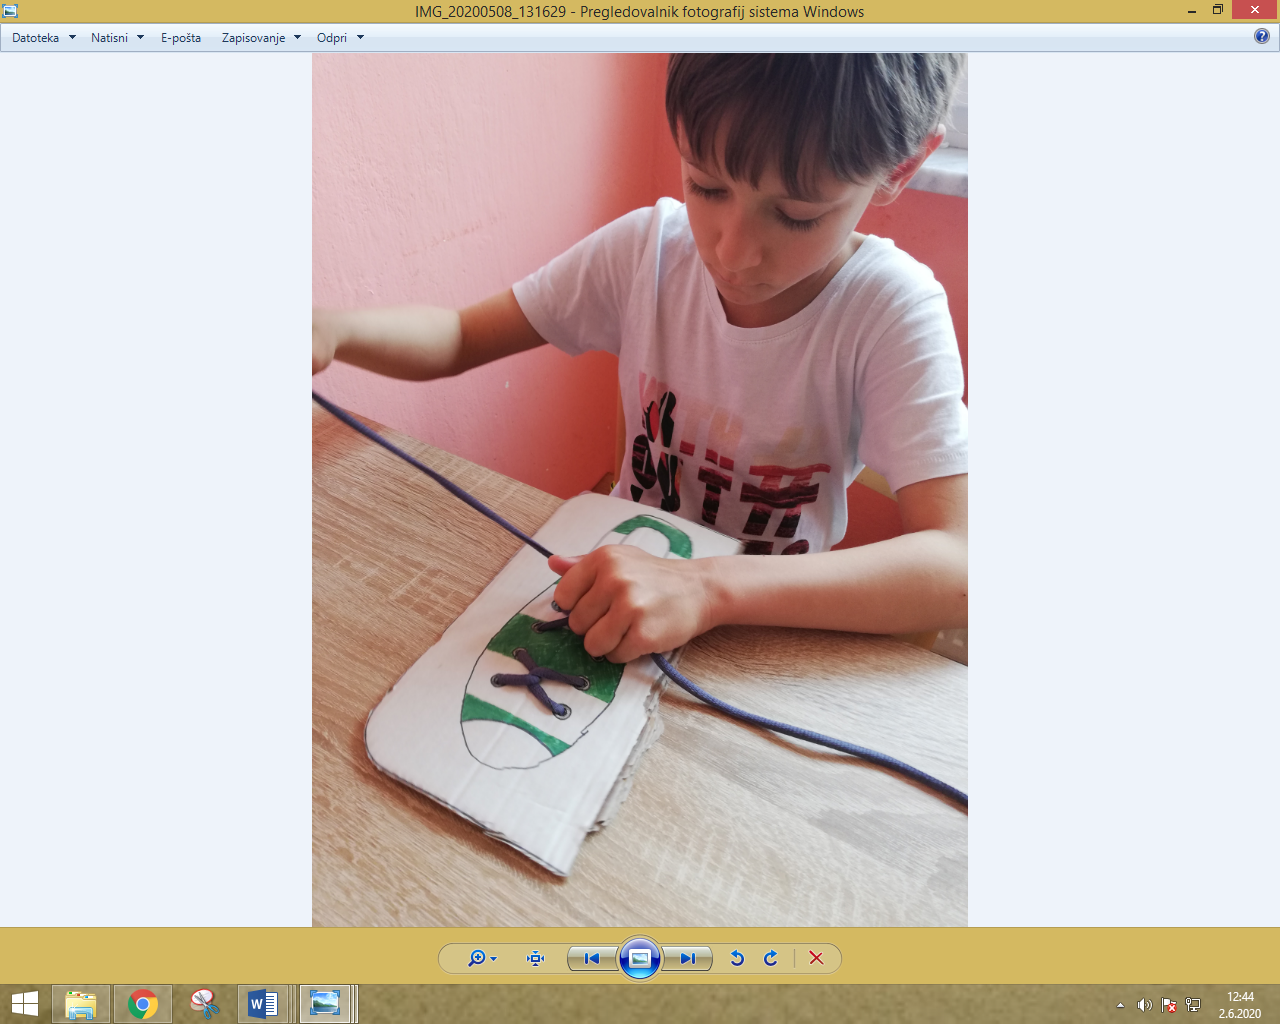 IMG_20200508_131629 - Pregledovalnik fotografij sistema Windows
Datoteka Natisni E-pošta Zapisovanje Odpri
12:44
2.6.2020